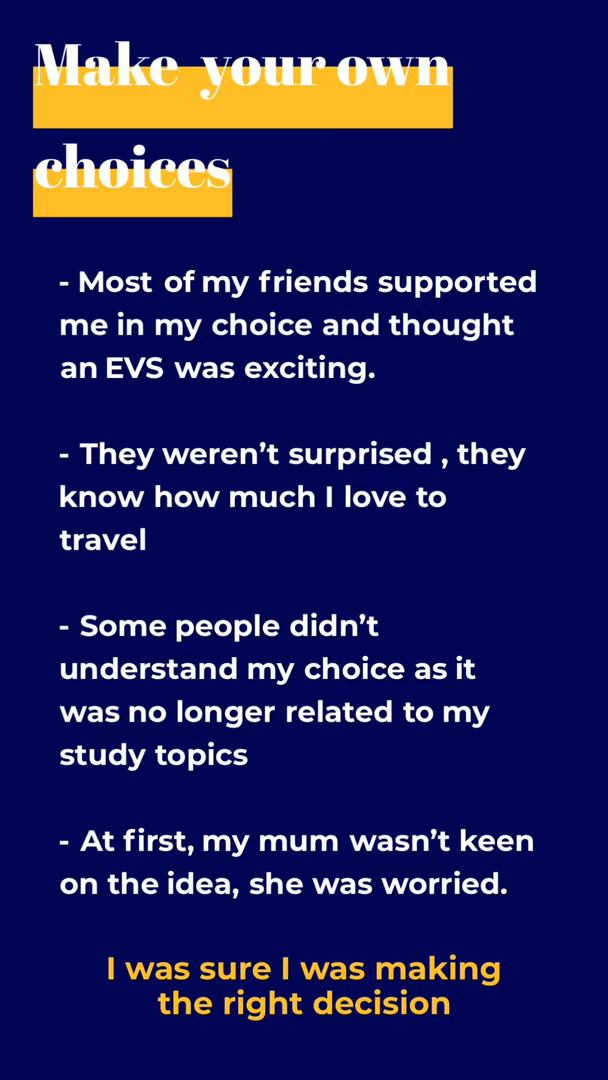 Make your own
choices
- Most of my friends supported
me in my choice and thought
an EVS was exciting.
- They weren't surprised , they
know how much I love to
travel
- Some people didn't
understand my choice as it
was no longer related to my
study topics
- At first, my mum wasn't keen
on the idea, she was worried.
I was sure I was making
the right decision